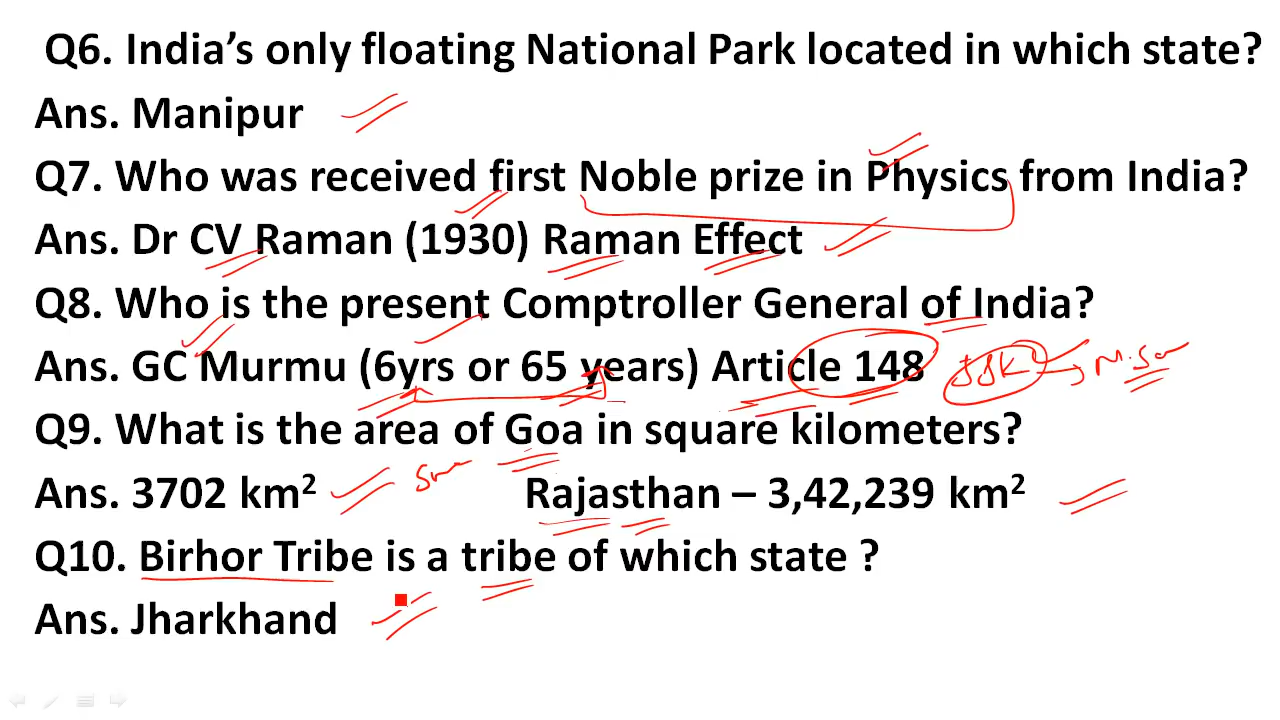 Q6. India's only floating National Park located in which state?
Ans. Manipur
Q7. Who was received first Noble prize in Physics from India?
Ans. Dr CV Raman (1930) Raman Effect
Q8. Who is the present Comptroller General of India?
Ans. GC Murmu (6yrs or 65 years) Article 148 J&K
Q9. What is the area of Goa in square kilometers?
Ans. 3702 km² Rajasthan – 3,42,239 km²
Q10. Birhor Tribe is a tribe of which state ?
Ans. Jharkhand